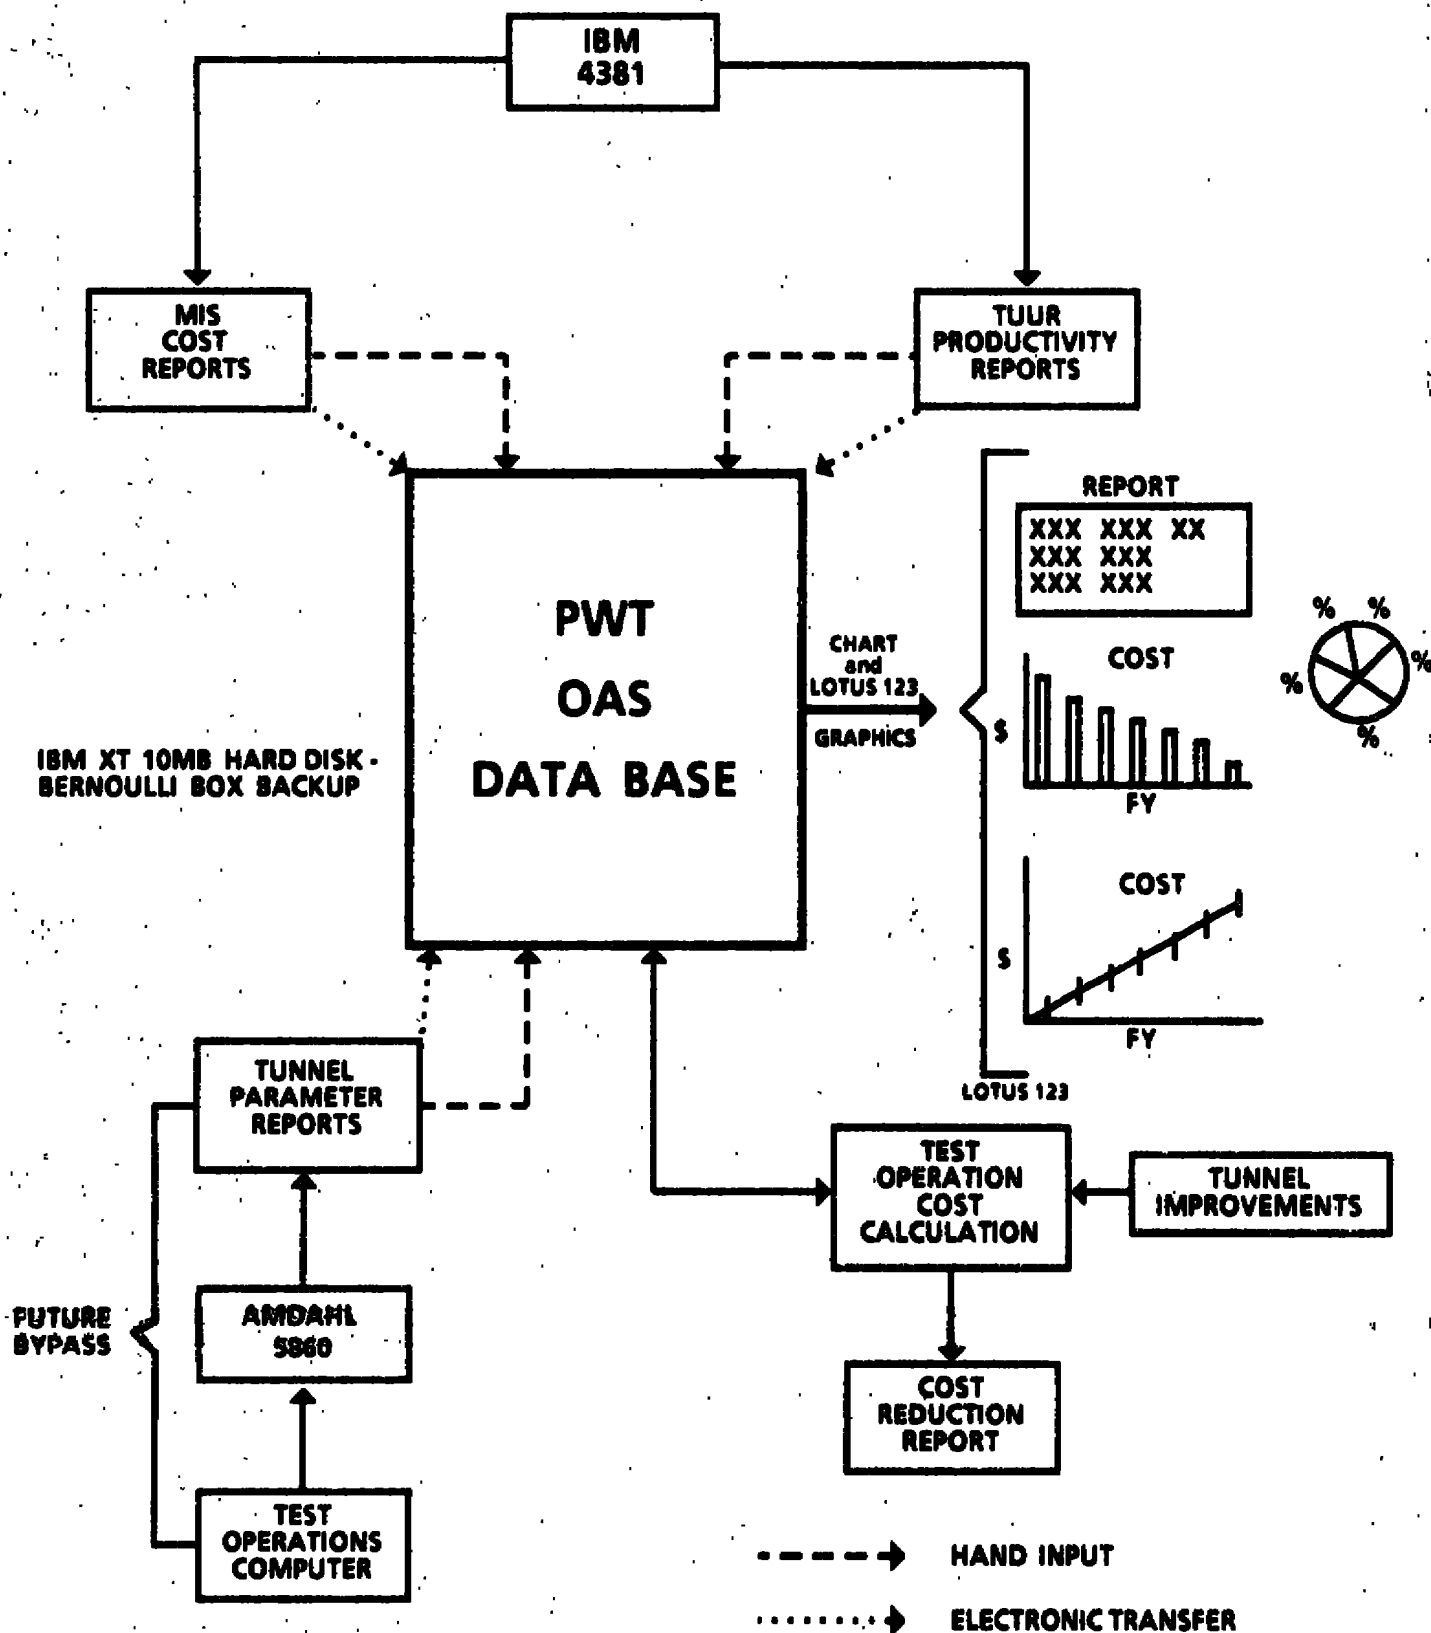 IBM
4381
MIS
COST
REPORTS
TUUR
PRODUCTIVITY
REPORTS
PWT
OAS
DATA BASE
IBM XT 10MB HARD DISK -
BERNOULLI BOX BACKUP
CHART
and
LOTUS 123
GRAPHICS
REPORT
XXX XXX XX
XXX XXX
XXX XXX
COST
$
FY
% % % % %
COST
$
FY
LOTUS 123
TUNNEL
PARAMETER
REPORTS
FUTURE
BYPASS
AMDAHL
5860
TEST
OPERATIONS
COMPUTER
TEST
OPERATION
COST
CALCULATION
TUNNEL
IMPROVEMENTS
COST
REDUCTION
REPORT
HAND INPUT
ELECTRONIC TRANSFER